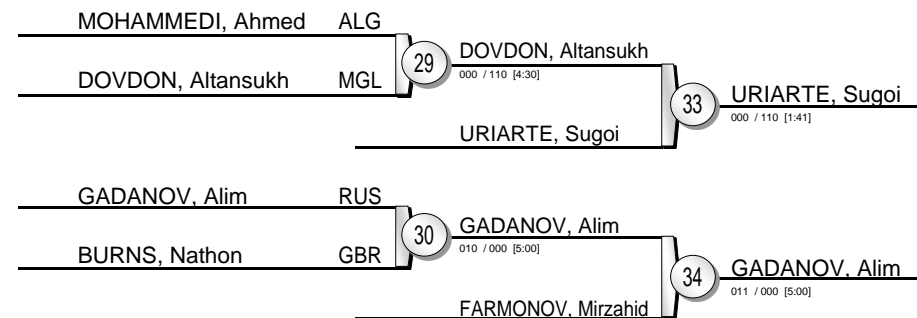 MOHAMMEDI, Ahmed ALG
29
DOVDON, Altansukh
000 / 110 [4:30]
DOVDON, Altansukh MGL
33
URIARTE, Sugoi
000 / 110 [1:41]
URIARTE, Sugoi
GADANOV, Alim RUS
30
GADANOV, Alim
010 / 000 [5:00]
BURNS, Nathon GBR
34
GADANOV, Alim
011 / 000 [5:00]
FARMONOV, Mirzahid